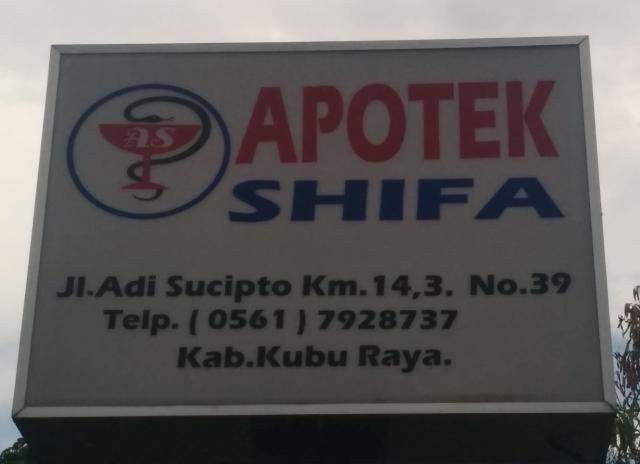 AS
APOTEK
SHIFA
Jl.Adi Sucipto Km.14,3. No.39
Telp. ( 0561 ) 7928737
Kab.Kubu Raya.